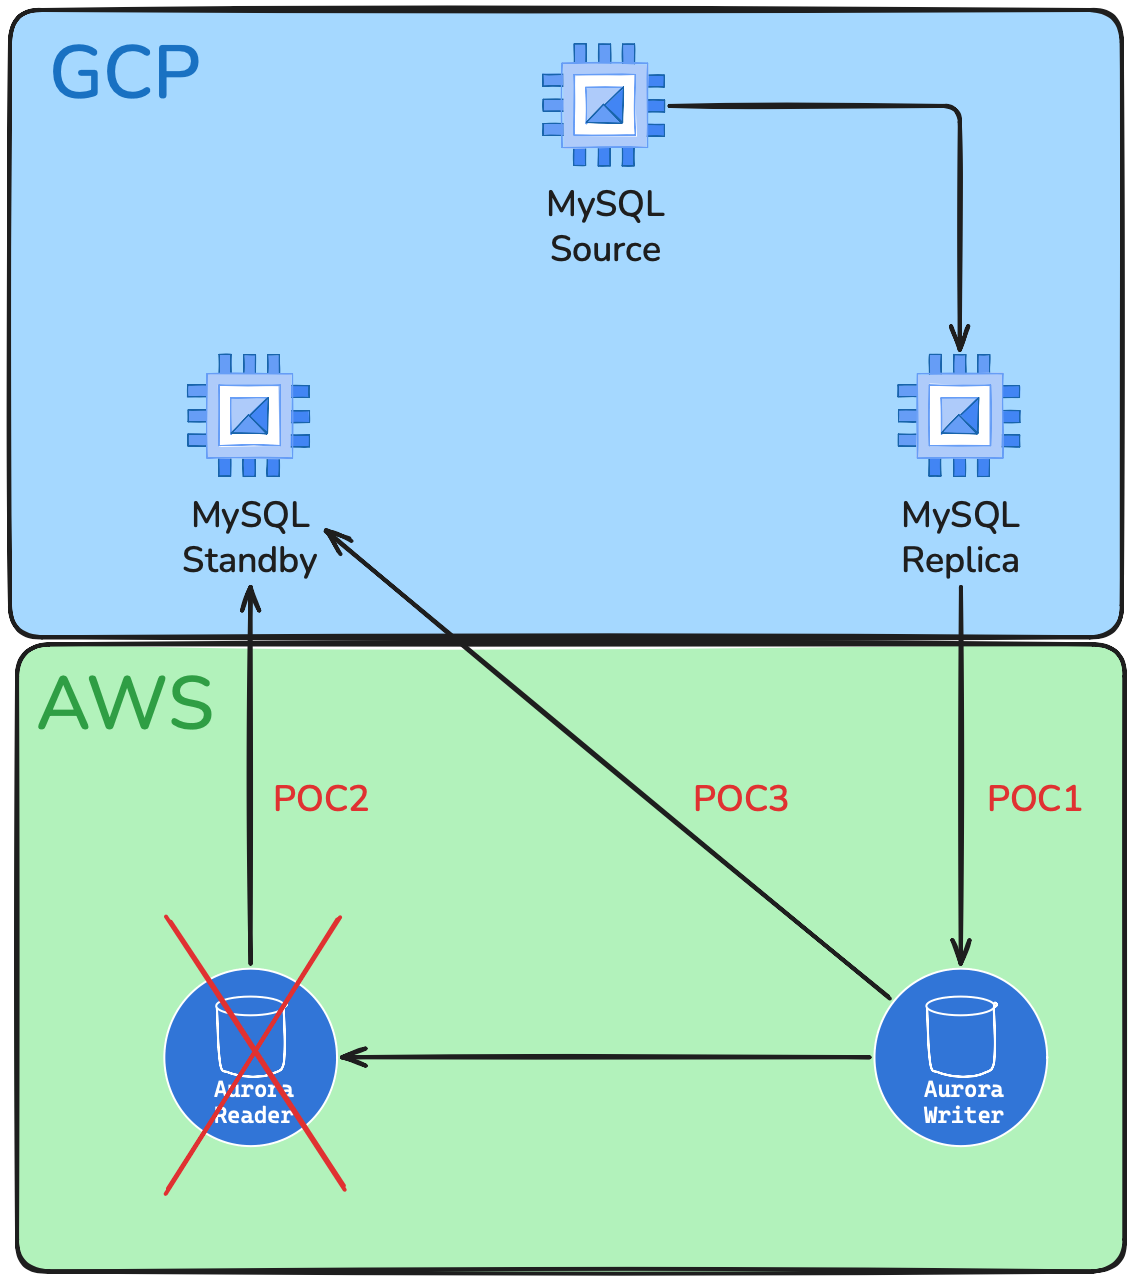 GCP
MySQL
Source
MySQL
Standby
MySQL
Replica
AWS
POC2
POC3
POC1
Aurora
Reader
Aurora
Writer